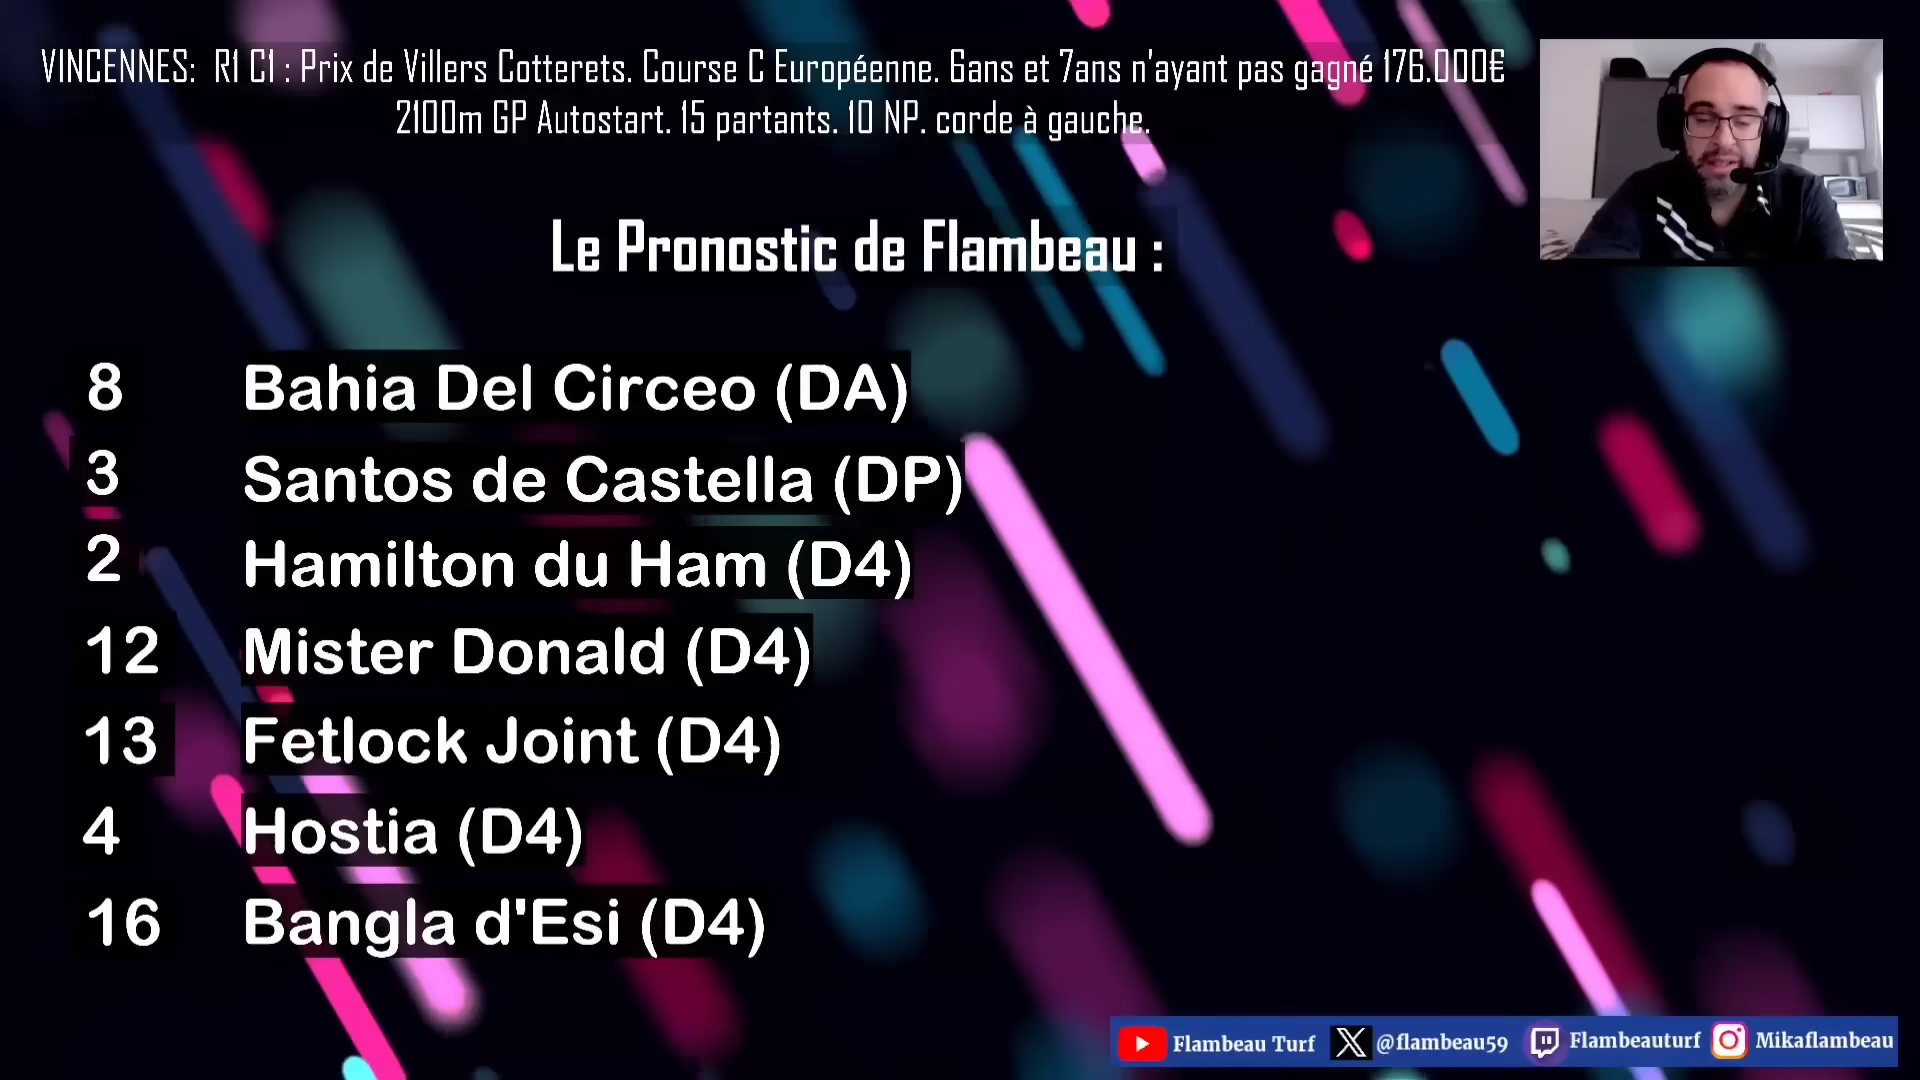 VINCENNES: R1 C1 : Prix de Villers Cotterets. Course C Européenne. 6ans et 7ans n'ayant pas gagné 176.000€
2100m GP Autostart. 15 partants. 10 NP. corde à gauche.
Le Pronostic de Flambeau :
8 Bahia Del Circeo (DA)
3 Santos de Castella (DP)
2 Hamilton du Ham (D4)
12 Mister Donald (D4)
13 Fetlock Joint (D4)
4 Hostia (D4)
16 Bangla d'Esi (D4)
Flambeau Turf @flambeau59 Flambeauturf Mikaflambeau